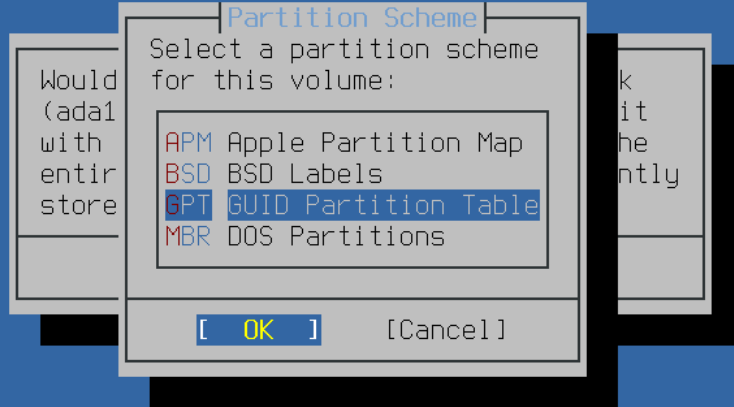 Partition Scheme
Select a partition scheme
for this volume:
APM Apple Partition Map
BSD BSD Labels
GPT GUID Partition Table
MBR DOS Partitions
[ OK ] [Cancel]
Would
(ada1
with
entir
store
k
it
he
ntly